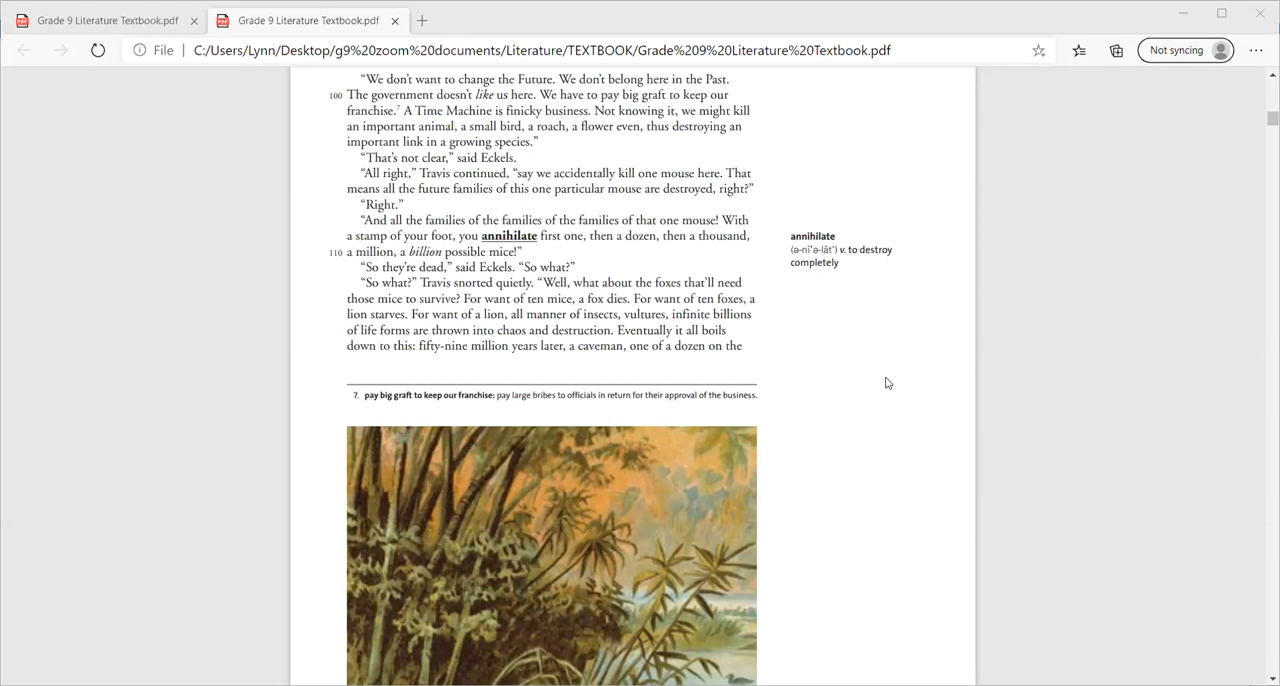 Grade 9 Literature Textbook.pdf
Grade 9 Literature Textbook.pdf
File | C:/Users/Lynn/Desktop/g9%20zoom%20documents/Literature/TEXTBOOK/Grade%209%20Literature%20Textbook.pdf
Not syncing
“We don’t want to change the Future. We don’t belong here in the Past.
100 The government doesn’t like us here. We have to pay big graft to keep our
franchise.7 A Time Machine is finicky business. Not knowing it, we might kill
an important animal, a small bird, a roach, a flower even, thus destroying an
important link in a growing species.”
“That’s not clear,” said Eckels.
“All right,” Travis continued, “say we accidentally kill one mouse here. That
means all the future families of this one particular mouse are destroyed, right?”
“Right.”
“And all the families of the families of the families of that one mouse! With
a stamp of your foot, you annihilate first one, then a dozen, then a thousand,
110 a million, a billion possible mice!”
“So they’re dead,” said Eckels. “So what?”
“So what?” Travis snorted quietly. “Well, what about the foxes that’ll need
those mice to survive? For want of ten mice, a fox dies. For want of ten foxes, a
lion starves. For want of a lion, all manner of insects, vultures, infinite billions
of life forms are thrown into chaos and destruction. Eventually it all boils
down to this: fifty-nine million years later, a caveman, one of a dozen on the
annihilate
(ə-nī′ə-lāt′) v. to destroy
completely
7. pay big graft to keep our franchise: pay large bribes to officials in return for their approval of the business.